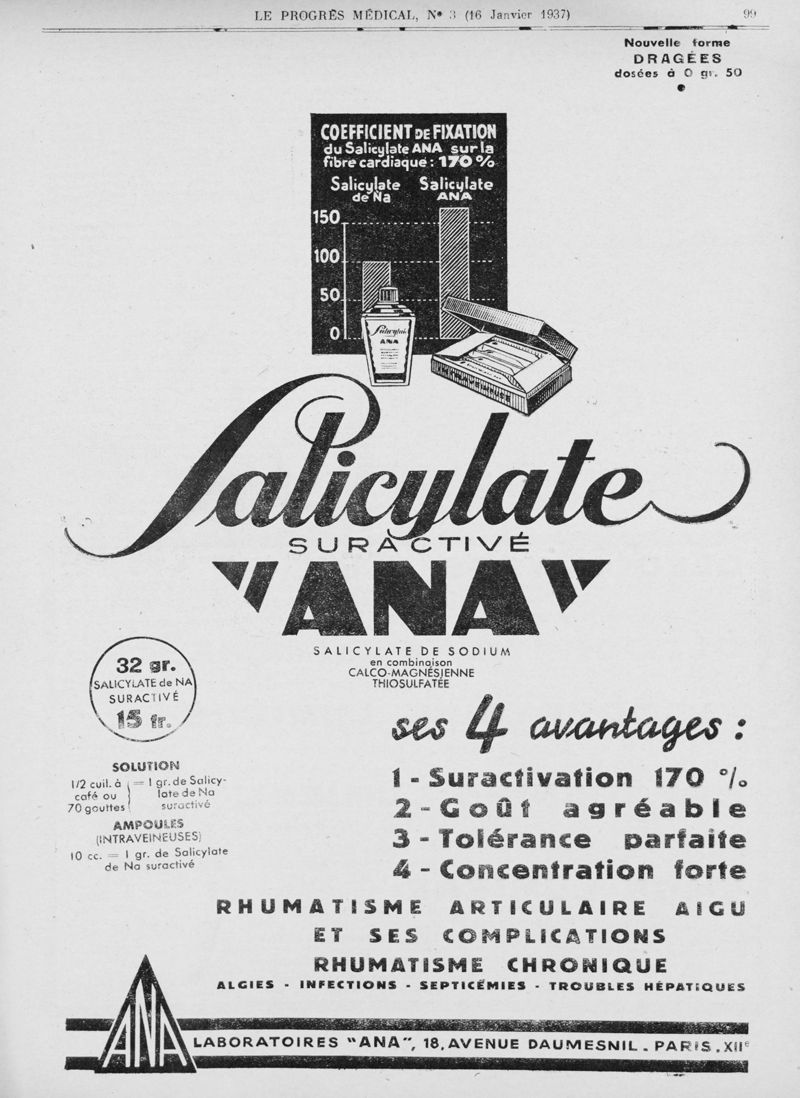 LE PROGRÈS MÉDICAL, N° 3 (16 Janvier 1937) 99
Nouvelle forme
DRAGÉES
dosées à 0 gr. 50
COEFFICIENT DE FIXATION
du Salicylate ANA sur la
fibre cardiaque : 170 %
Salicylate de Na
Salicylate ANA
150
100
50
0
Salicylate
ANA
Salicylate
SURACTIVÉ
"ANA"
SALICYLATE DE SODIUM
en combinaison
CALCO-MAGNÉSIENNE
THIOSULFATÉE
32 gr.
SALICYLATE de NA
SURACTIVÉ
15 fr.
SOLUTION
1/2 cuil. à = 1 gr. de Salicy-
café ou late de Na
70 gouttes suractivé
AMPOULES
(INTRAVEINEUSES)
10 cc. = 1 gr. de Salicylate
de Na suractivé
ses 4 avantages :
1 - Suractivation 170 %
2 - Goût agréable
3 - Tolérance parfaite
4 - Concentration forte
RHUMATISME ARTICULAIRE AIGU
ET SES COMPLICATIONS
RHUMATISME CHRONIQUE
ALGIES - INFECTIONS - SEPTICÉMIES - TROUBLES HÉPATIQUES
ANA
LABORATOIRES "ANA", 18, AVENUE DAUMESNIL - PARIS. XIIe